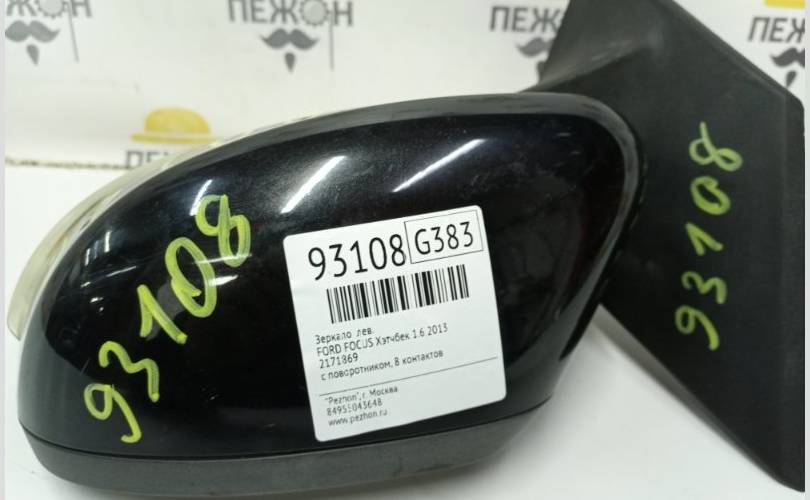 ПЕЖОН
ПЕЖОН
ПЕЖ
ПЕЖОН
93108
93108
93108 G383
Зеркало лев.
FORD FOCUS Хэтчбек 1.6 2013
2171869
с поворотником, 8 контактов
"Pezhon", г. Москва
84955043648
www.pezhon.ru